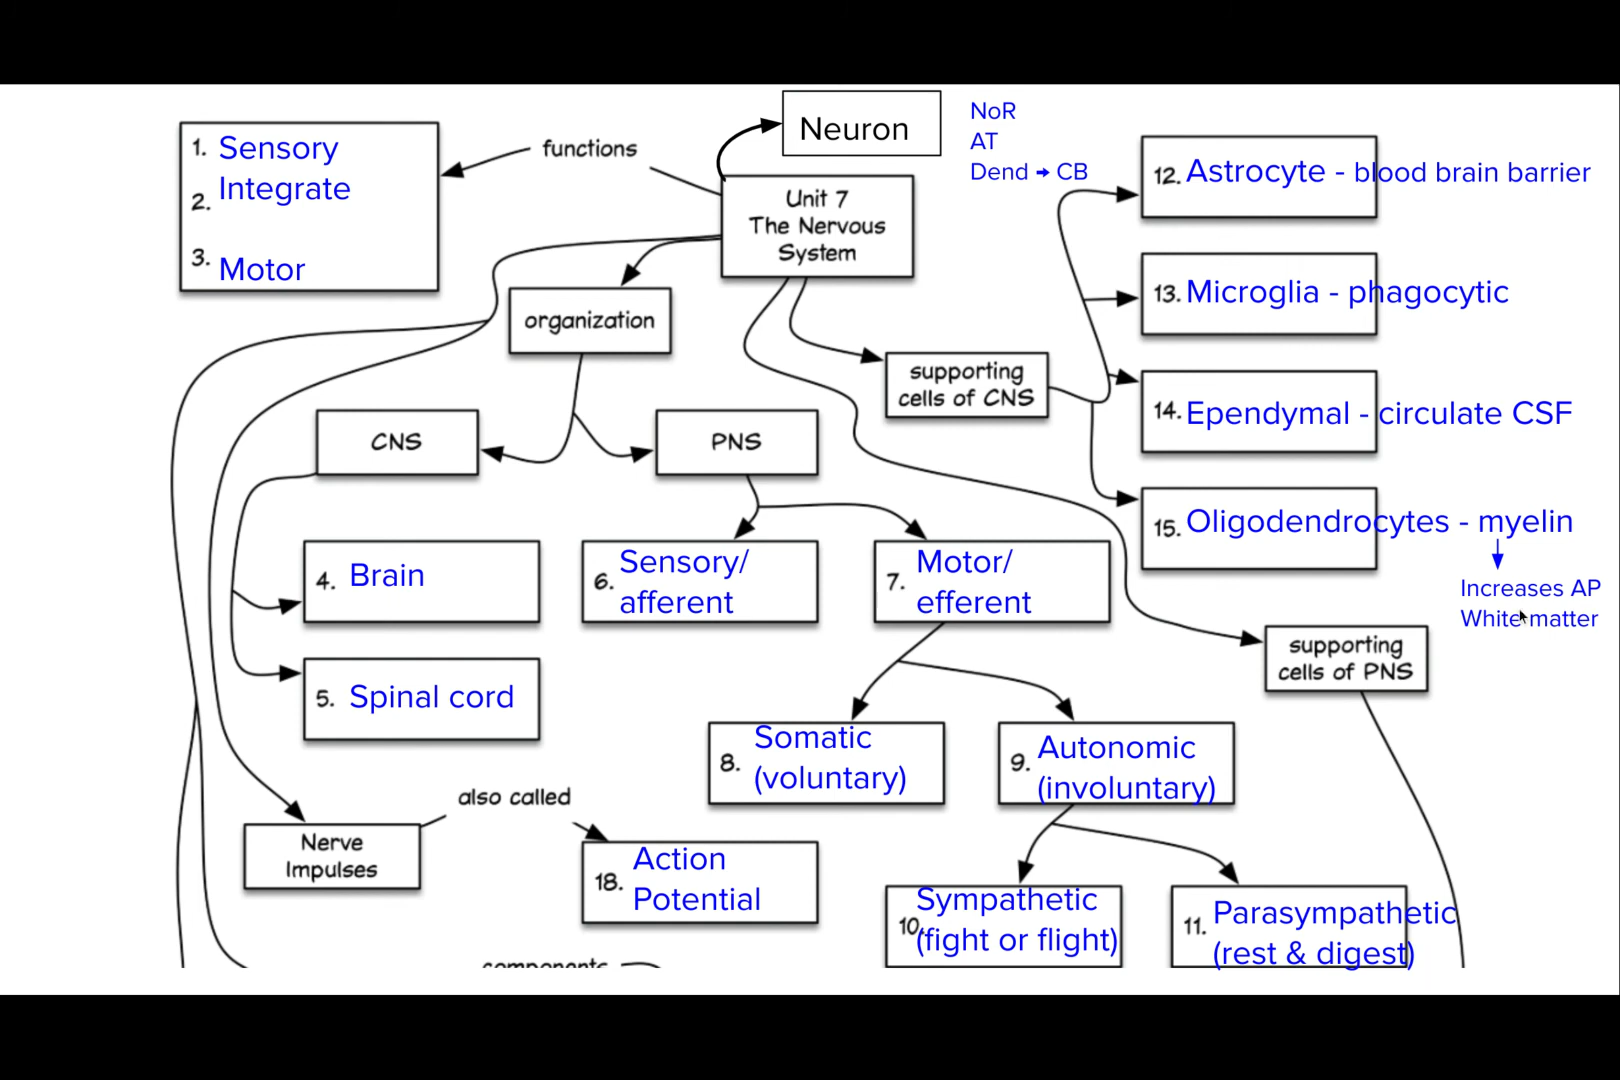 Neuron
NoR
AT
Dend → CB
functions
1. Sensory
2. Integrate
3. Motor
Unit 7
The Nervous
System
12. Astrocyte - blood brain barrier
13. Microglia - phagocytic
14. Ependymal - circulate CSF
15. Oligodendrocytes - myelin
Increases AP
White matter
organization
supporting
cells of CNS
CNS
PNS
4. Brain
5. Spinal cord
6. Sensory/
afferent
7. Motor/
efferent
supporting
cells of PNS
8. Somatic
(voluntary)
9. Autonomic
(involuntary)
also called
Nerve
Impulses
18. Action
Potential
10. Sympathetic
(fight or flight)
11. Parasympathetic
(rest & digest)
components